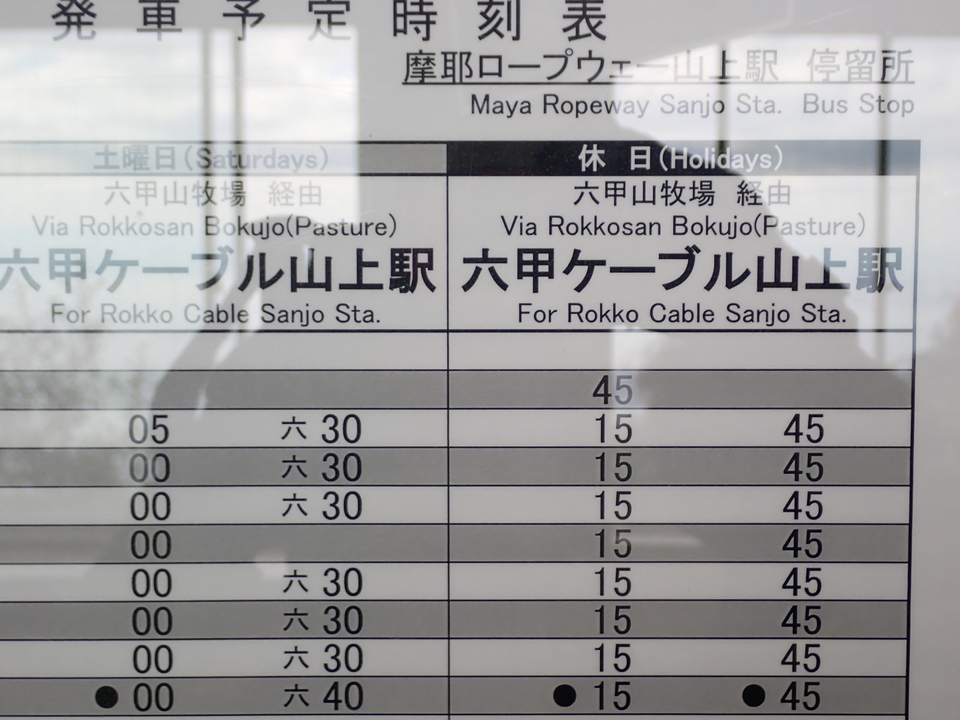 発車予定時刻表
摩耶ロープウェー山上駅 停留所
Maya Ropeway Sanjo Sta. Bus Stop
土曜日(Saturdays) 休日(Holidays)
六甲山牧場 経由 六甲山牧場 経由
Via Rokkosan Bokujo(Pasture) Via Rokkosan Bokujo(Pasture)
六甲ケーブル山上駅 六甲ケーブル山上駅
For Rokko Cable Sanjo Sta. For Rokko Cable Sanjo Sta.
45
05 六 30 15 45
00 六 30 15 45
00 六 30 15 45
00 15 45
00 六 30 15 45
00 六 30 15 45
00 六 30 15 45
● 00 六 40 ● 15 ● 45